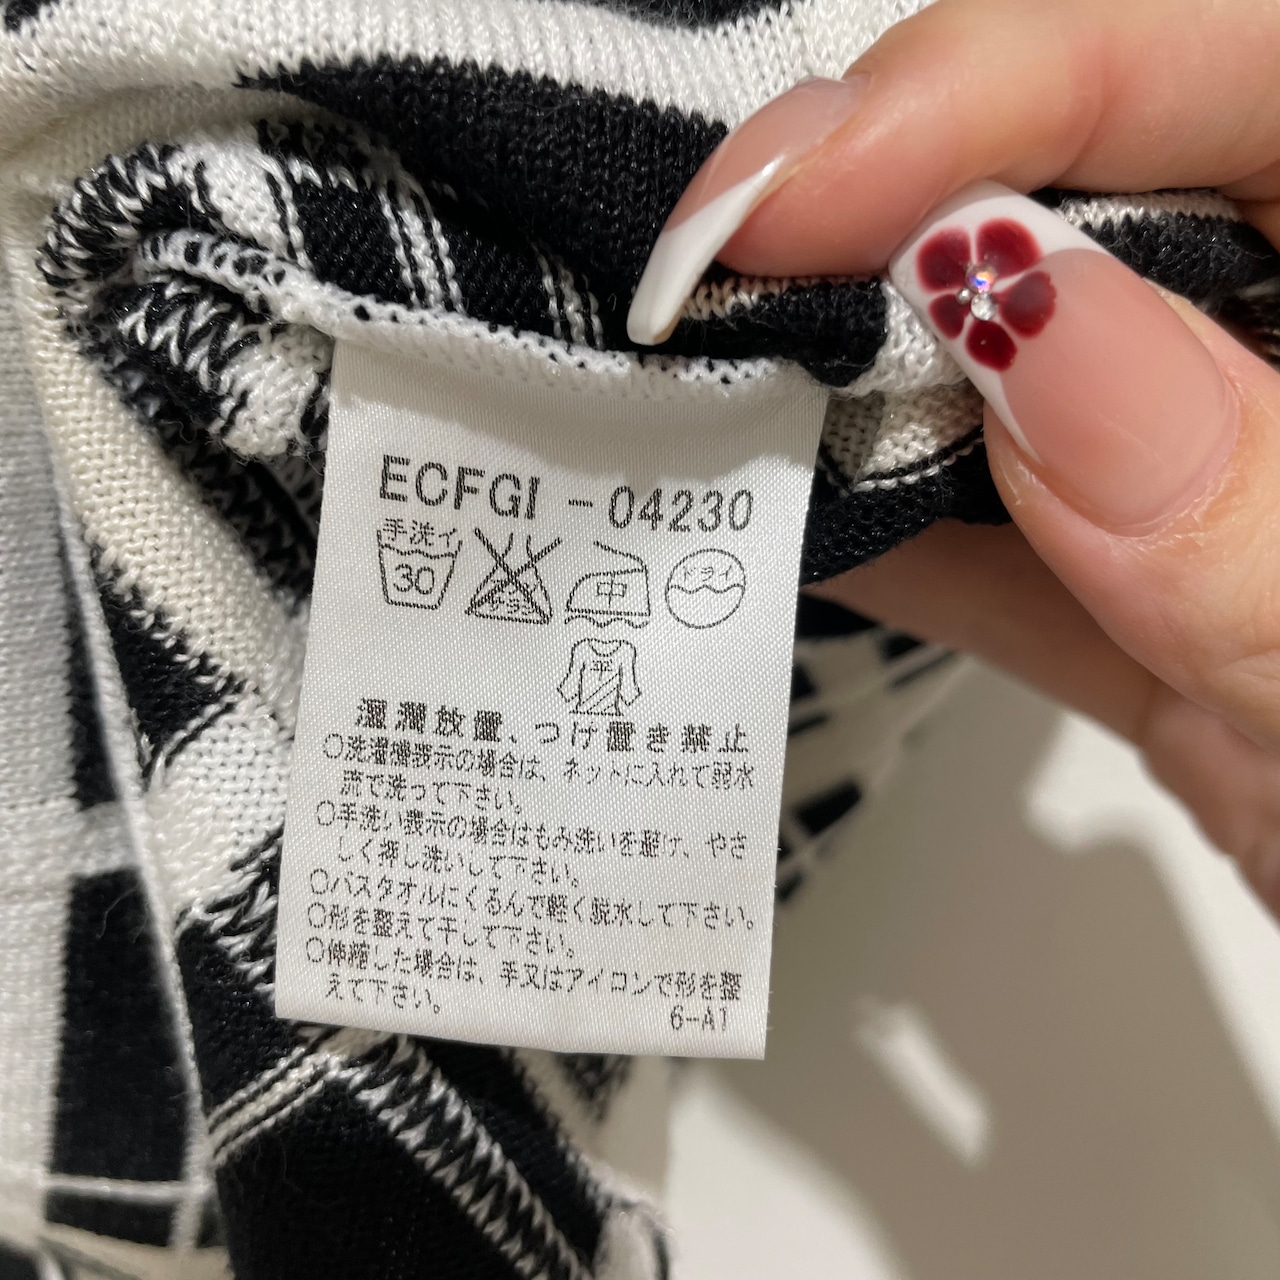 ECFGI -04230
手洗イ
30
中
ドライ
平
湿潤放置、つけ置き禁止
○洗濯機表示の場合は、ネットに入れて弱水
流で洗って下さい。
○手洗い表示の場合はもみ洗いを避け、やさ
しく押し洗いして下さい。
○バスタオルにくるんで軽く脱水して下さい。
○形を整えて干して下さい。
○伸縮した場合は、手又はアイロンで形を整
えて下さい。
6-A1